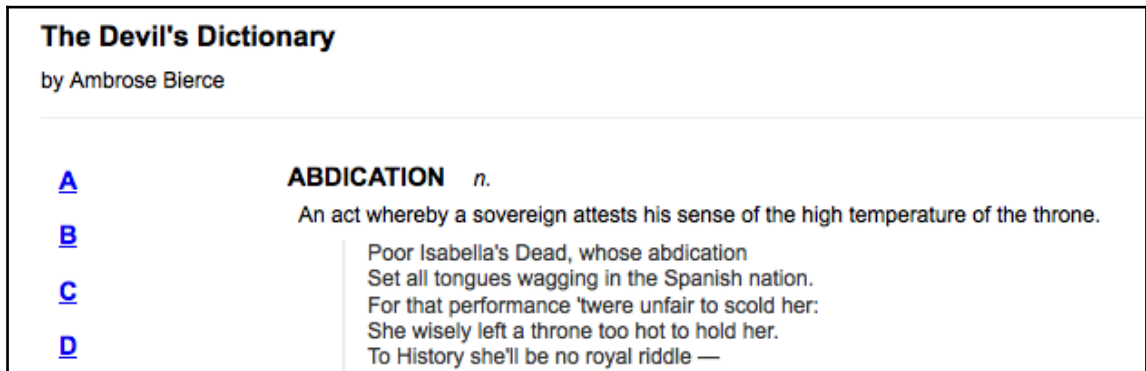 The Devil's Dictionary
by Ambrose Bierce
A
B
C
D
ABDICATION n.
An act whereby a sovereign attests his sense of the high temperature of the throne.
Poor Isabella's Dead, whose abdication
Set all tongues wagging in the Spanish nation.
For that performance 'twere unfair to scold her:
She wisely left a throne too hot to hold her.
To History she'll be no royal riddle —